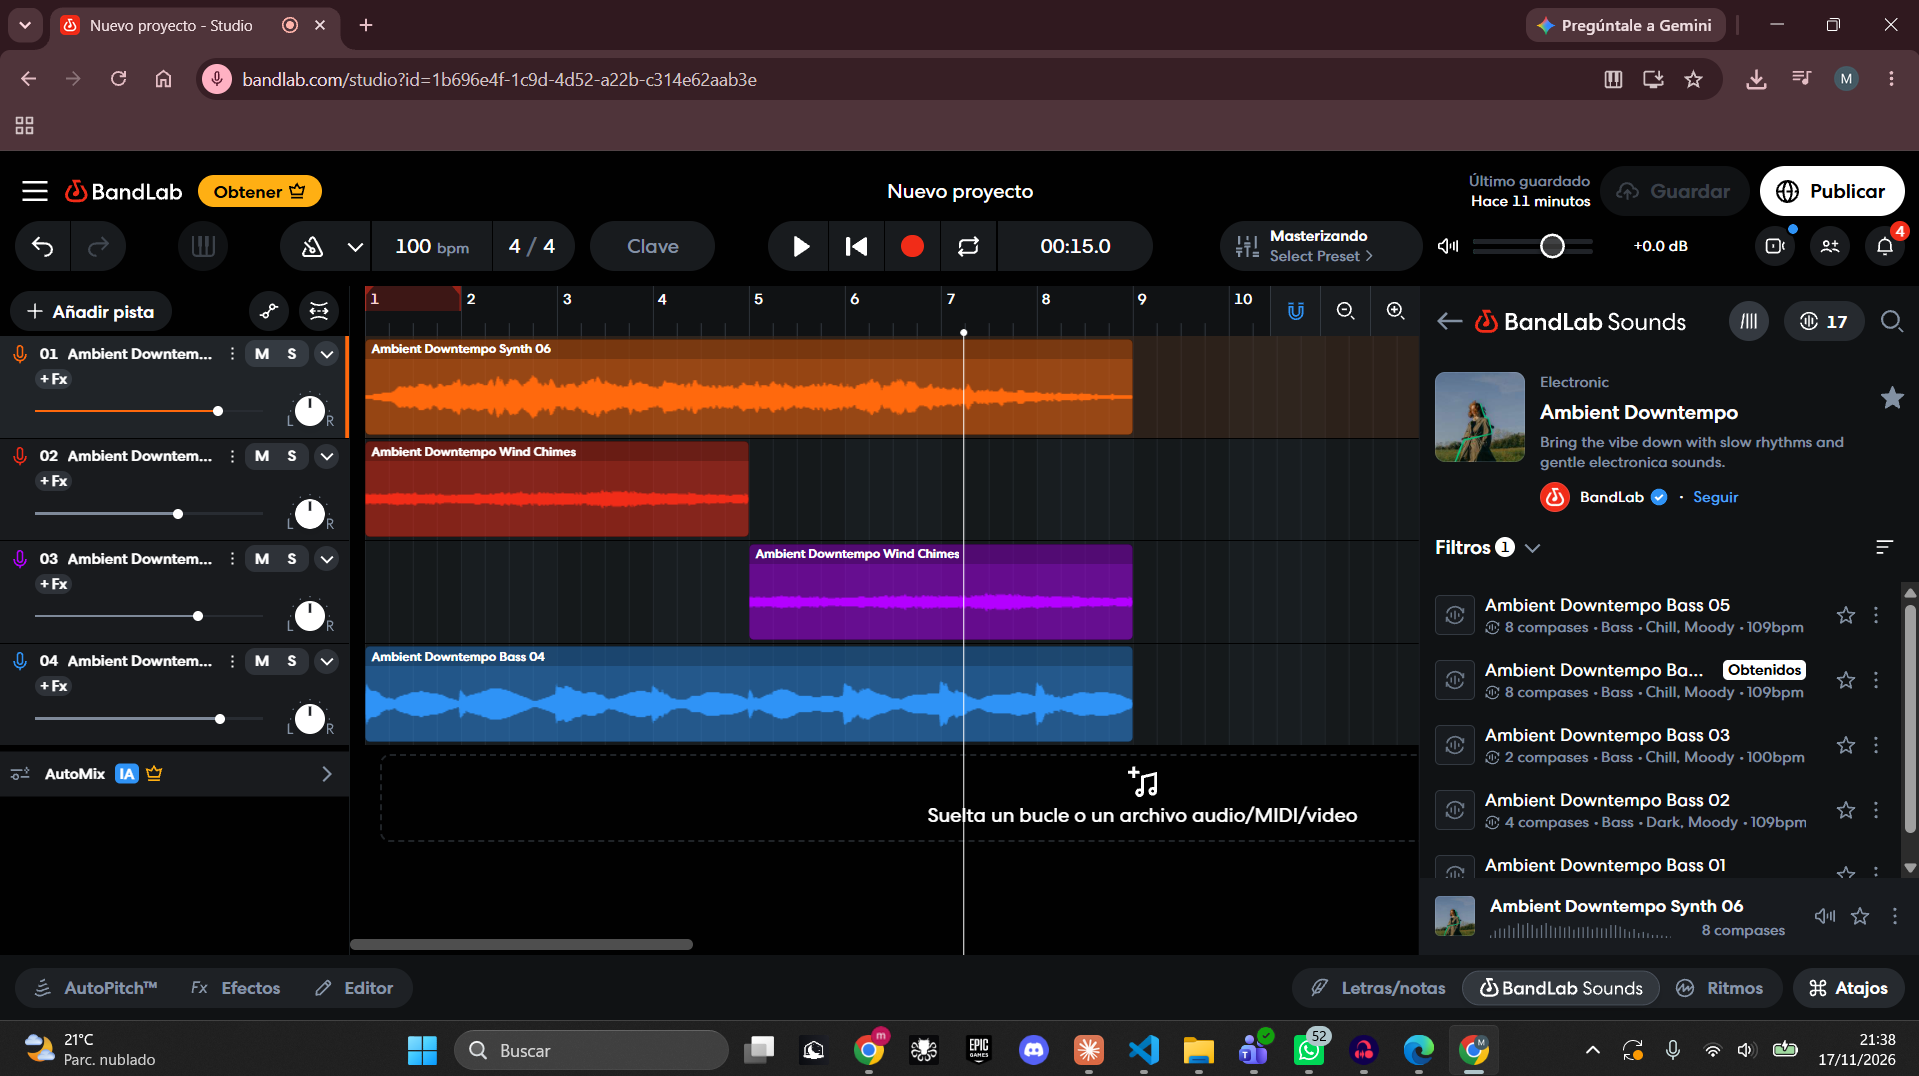 Nuevo proyecto - Studio
Pregúntale a Gemini
bandlab.com/studio?id=1b696e4f-1c9d-4d52-a22b-c314e62aab3e
M
BandLab
Obtener
Nuevo proyecto
Último guardado
Hace 11 minutos
Guardar
Publicar
100 bpm
4 / 4
Clave
00:15.0
Masterizando
Select Preset >
+0.0 dB
4
+ Añadir pista
1 2 3 4 5 6 7 8 9 10
BandLab Sounds
17
01 Ambient Downtem... M S
+ Fx
L R
Ambient Downtempo Synth 06
02 Ambient Downtem... M S
+ Fx
L R
Ambient Downtempo Wind Chimes
03 Ambient Downtem... M S
+ Fx
L R
Ambient Downtempo Wind Chimes
04 Ambient Downtem... M S
+ Fx
L R
Ambient Downtempo Bass 04
AutoMix IA
Suelta un bucle o un archivo audio/MIDI/video
Electronic
Ambient Downtempo
Bring the vibe down with slow rhythms and
gentle electronica sounds.
BandLab · Seguir
Filtros 1
Ambient Downtempo Bass 05
8 compases • Bass • Chill, Moody • 109bpm
Ambient Downtempo Ba... Obtenidos
8 compases • Bass • Chill, Moody • 109bpm
Ambient Downtempo Bass 03
2 compases • Bass • Chill, Moody • 100bpm
Ambient Downtempo Bass 02
4 compases • Bass • Dark, Moody • 109bpm
Ambient Downtempo Bass 01
Ambient Downtempo Synth 06
8 compases
AutoPitch™
Fx Efectos
Editor
Letras/notas
BandLab Sounds
Ritmos
Atajos
21°C
Parc. nublado
Buscar
m
EPIC
GAMES
52
M
21:38
17/11/2026